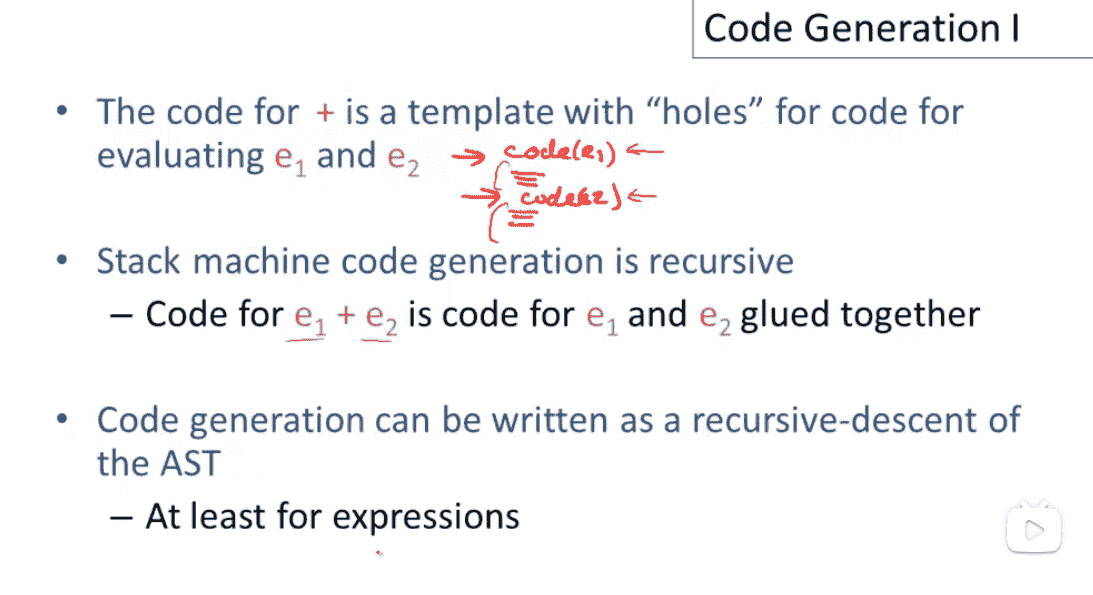 Code Generation I
• The code for + is a template with “holes” for code for
evaluating e₁ and e₂ → code(e₁) ←
→ code(e2) ←
• Stack machine code generation is recursive
– Code for e₁ + e₂ is code for e₁ and e₂ glued together
• Code generation can be written as a recursive-descent of
the AST
– At least for expressions